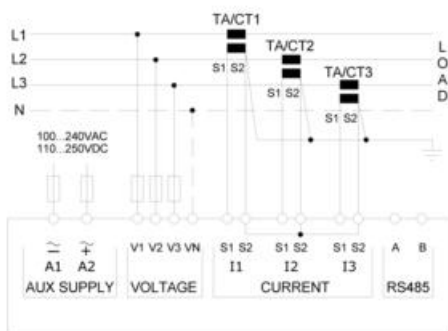 TA/CT1
L1
L2
TA/CT2
L3
TA/CT3
N
LOAD
S1 S2
S1 S2
S1 S2
100...240VAC
110...250VDC
A1 A2
AUX SUPPLY
V1 V2 V3 VN
VOLTAGE
S1 S2 S1 S2 S1 S2
I1 I2 I3
CURRENT
A B
RS485